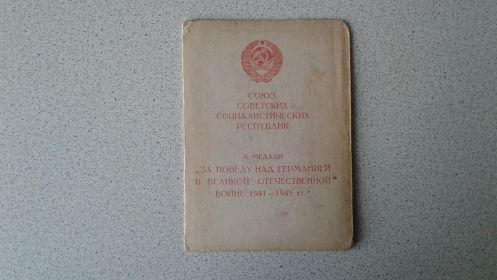 СОЮЗ
СОВЕТСКИХ
СОЦИАЛИСТИЧЕСКИХ
РЕСПУБЛИК
К МЕДАЛИ
„ЗА ПОБЕДУ НАД ГЕРМАНИЕЙ
В ВЕЛИКОЙ ОТЕЧЕСТВЕННОЙ
ВОЙНЕ 1941—1945 гг.“